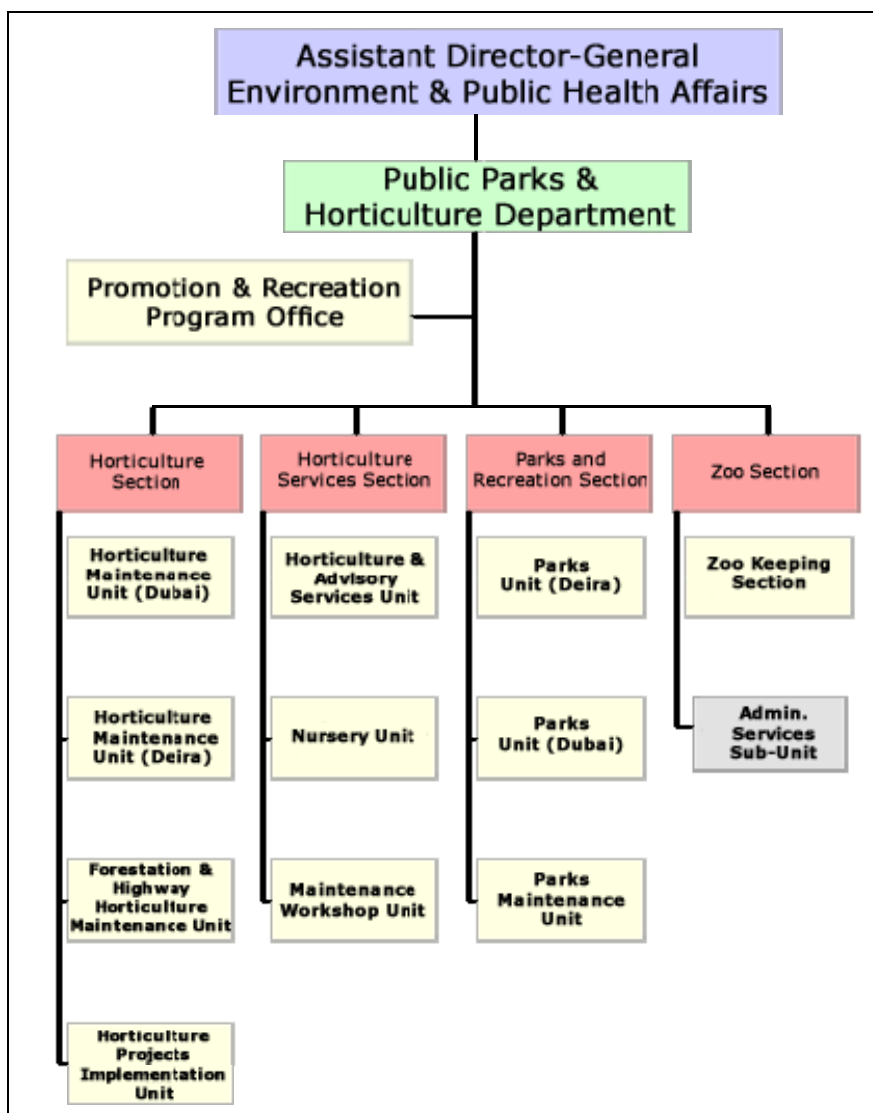 Assistant Director-General
Environment & Public Health Affairs
Public Parks &
Horticulture Department
Promotion & Recreation
Program Office
Horticulture
Section
Horticulture
Services Section
Parks and
Recreation Section
Zoo Section
Horticulture
Maintenance
Unit (Dubai)
Horticulture &
Advisory
Services Unit
Parks
Unit (Deira)
Zoo Keeping
Section
Horticulture
Maintenance
Unit (Deira)
Nursery Unit
Parks
Unit (Dubai)
Admin.
Services
Sub-Unit
Forestation &
Highway
Horticulture
Maintenance Unit
Maintenance
Workshop Unit
Parks
Maintenance
Unit
Horticulture
Projects
Implementation
Unit